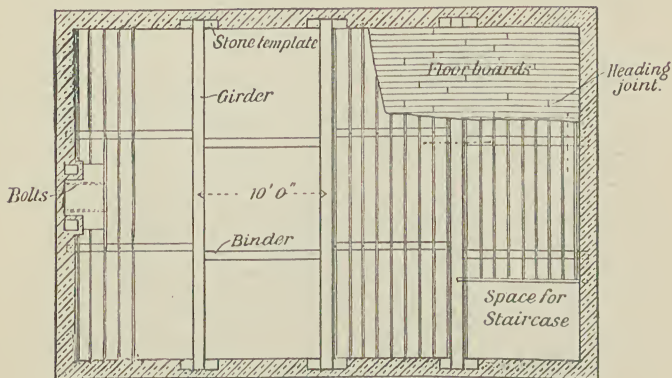 Stone template
Floor boards
Heading
joint.
Girder
Bolts
10' 0"
Binder
Space for
Staircase